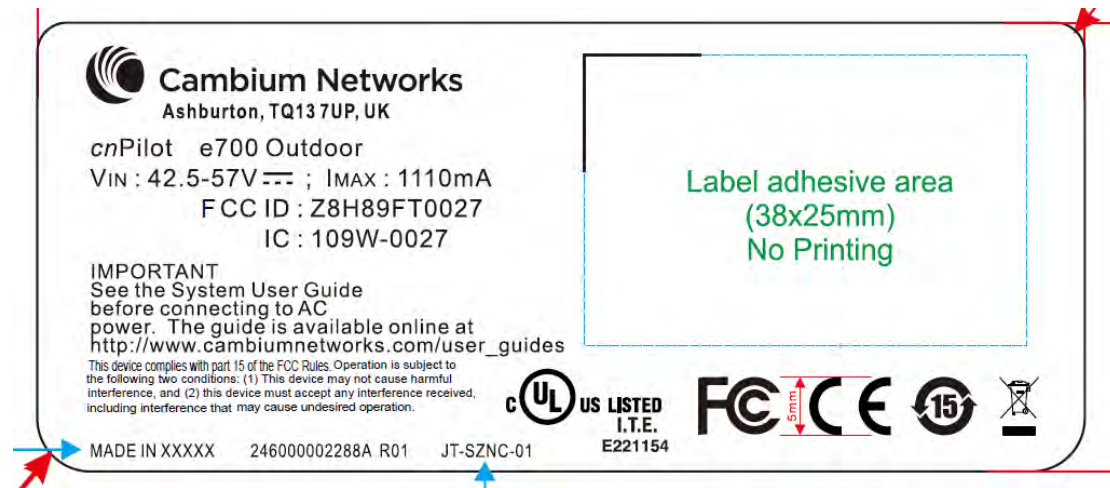 Cambium Networks
Ashburton, TQ13 7UP, UK
cnPilot e700 Outdoor
VIN : 42.5-57V ; IMAX : 1110mA
FCC ID : Z8H89FT0027
IC : 109W-0027
IMPORTANT
See the System User Guide
before connecting to AC
power. The guide is available online at
http://www.cambiumnetworks.com/user_guides
This device complies with part 15 of the FCC Rules. Operation is subject to
the following two conditions: (1) This device may not cause harmful
interference, and (2) this device must accept any interference received,
including interference that may cause undesired operation.
MADE IN XXXXX 246000002288A R01 JT-SZNC-01
Label adhesive area
(38x25mm)
No Printing
c UL US LISTED
I.T.E.
E221154
FC 5mm CE 15